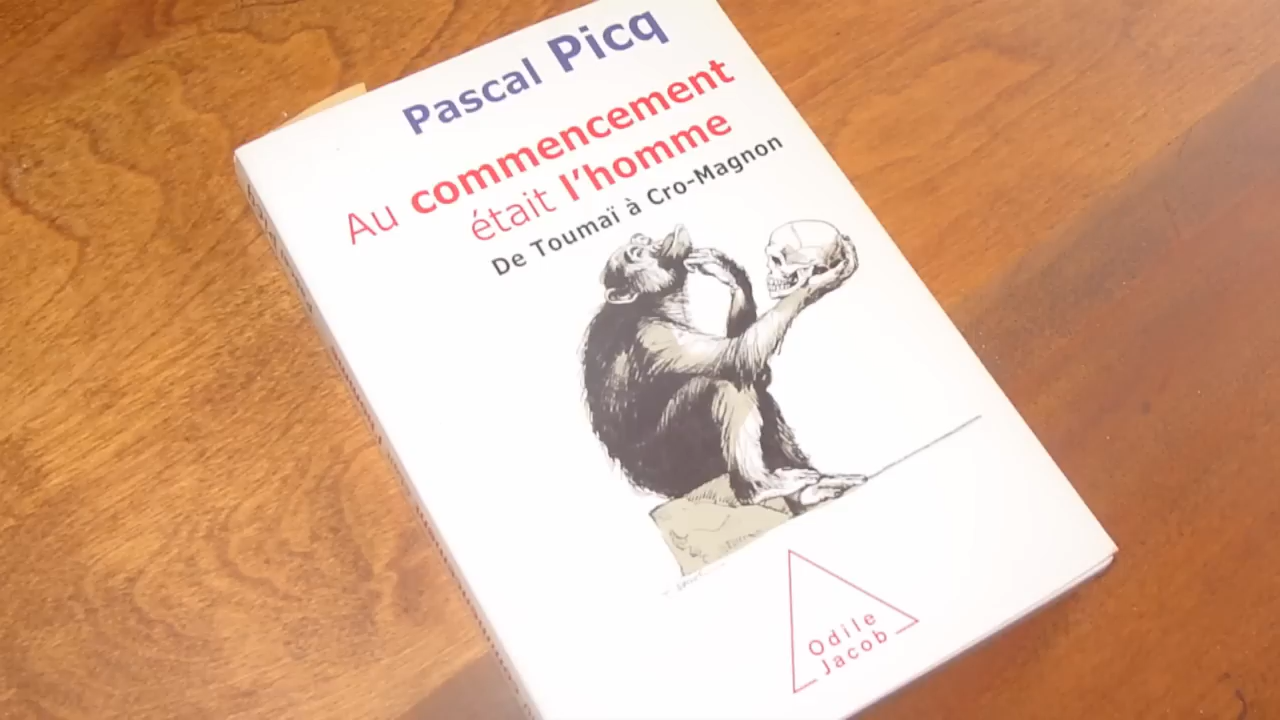 Pascal Picq
Au commencement
était l'homme
De Toumaï à Cro-Magnon
Odile
Jacob